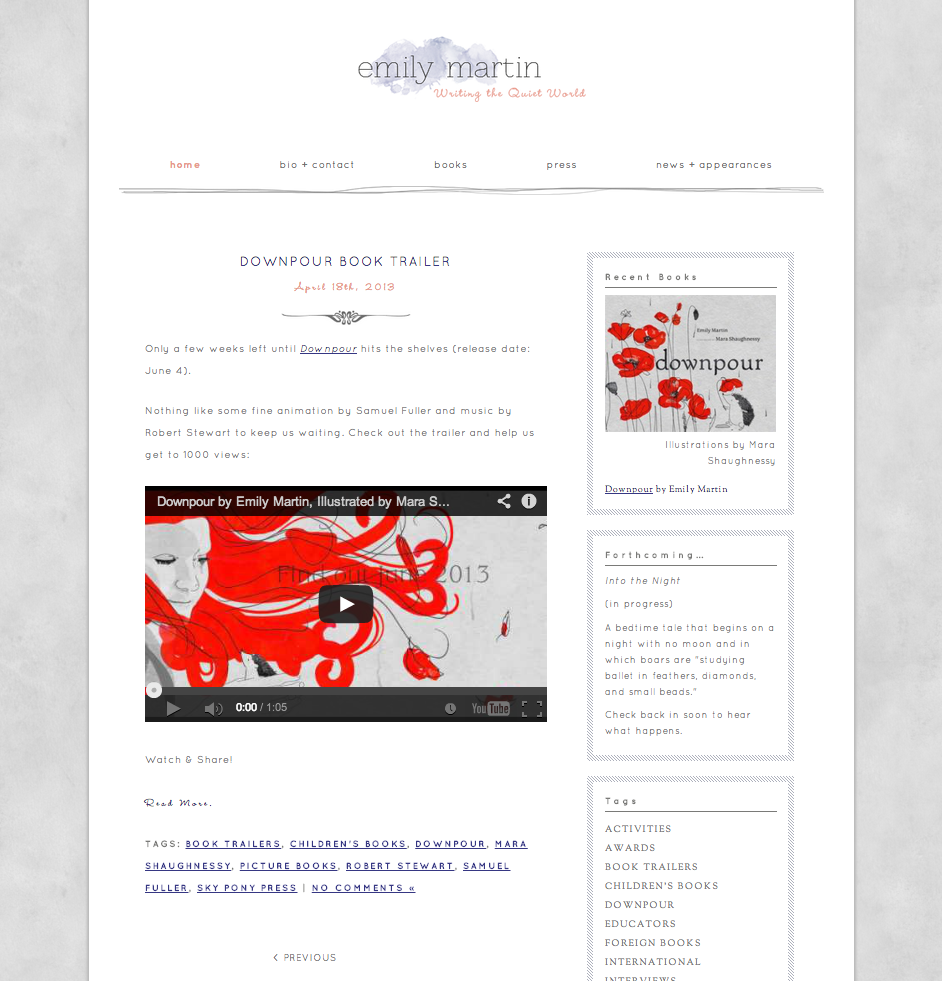 emily martin
Writing the Quiet World
home
bio + contact
books
press
news + appearances
DOWNPOUR BOOK TRAILER
April 18th, 2013
Only a few weeks left until Downpour hits the shelves (release date:
June 4).
Nothing like some fine animation by Samuel Fuller and music by
Robert Stewart to keep us waiting. Check out the trailer and help us
get to 1000 views:
Downpour by Emily Martin, Illustrated by Mara S...
Find out june 2013
0:00 / 1:05
YouTube
Watch & Share!
Read More.
TAGS: BOOK TRAILERS, CHILDREN'S BOOKS, DOWNPOUR, MARA
SHAUGHNESSY, PICTURE BOOKS, ROBERT STEWART, SAMUEL
FULLER, SKY PONY PRESS | NO COMMENTS «
< PREVIOUS
Recent Books
Emily Martin
Mara Shaughnessy
downpour
Illustrations by Mara
Shaughnessy
Downpour by Emily Martin
Forthcoming...
Into the Night
(in progress)
A bedtime tale that begins on a
night with no moon and in
which boars are "studying
ballet in feathers, diamonds,
and small beads."
Check back in soon to hear
what happens.
Tags
ACTIVITIES
AWARDS
BOOK TRAILERS
CHILDREN'S BOOKS
DOWNPOUR
EDUCATORS
FOREIGN BOOKS
INTERNATIONAL
INTERVIEWS